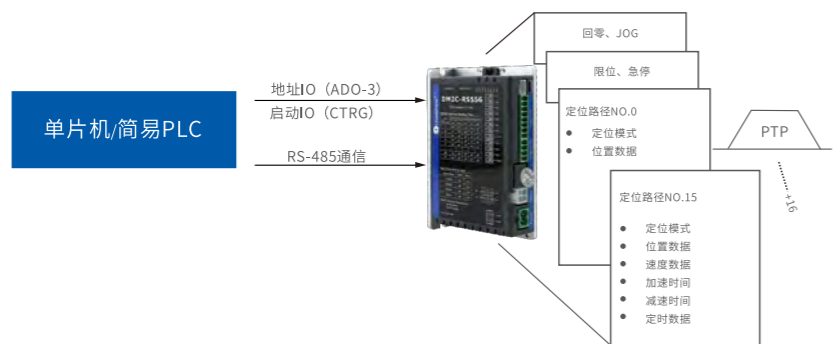 回零、JOG
限位、急停
地址IO（ADO-3）
启动IO（CTRG）
单片机/简易PLC
RS-485通信
DM2C-RS556
定位路径NO.0
定位模式
位置数据
PTP
+16
定位路径NO.15
定位模式
位置数据
速度数据
加速时间
减速时间
定时数据